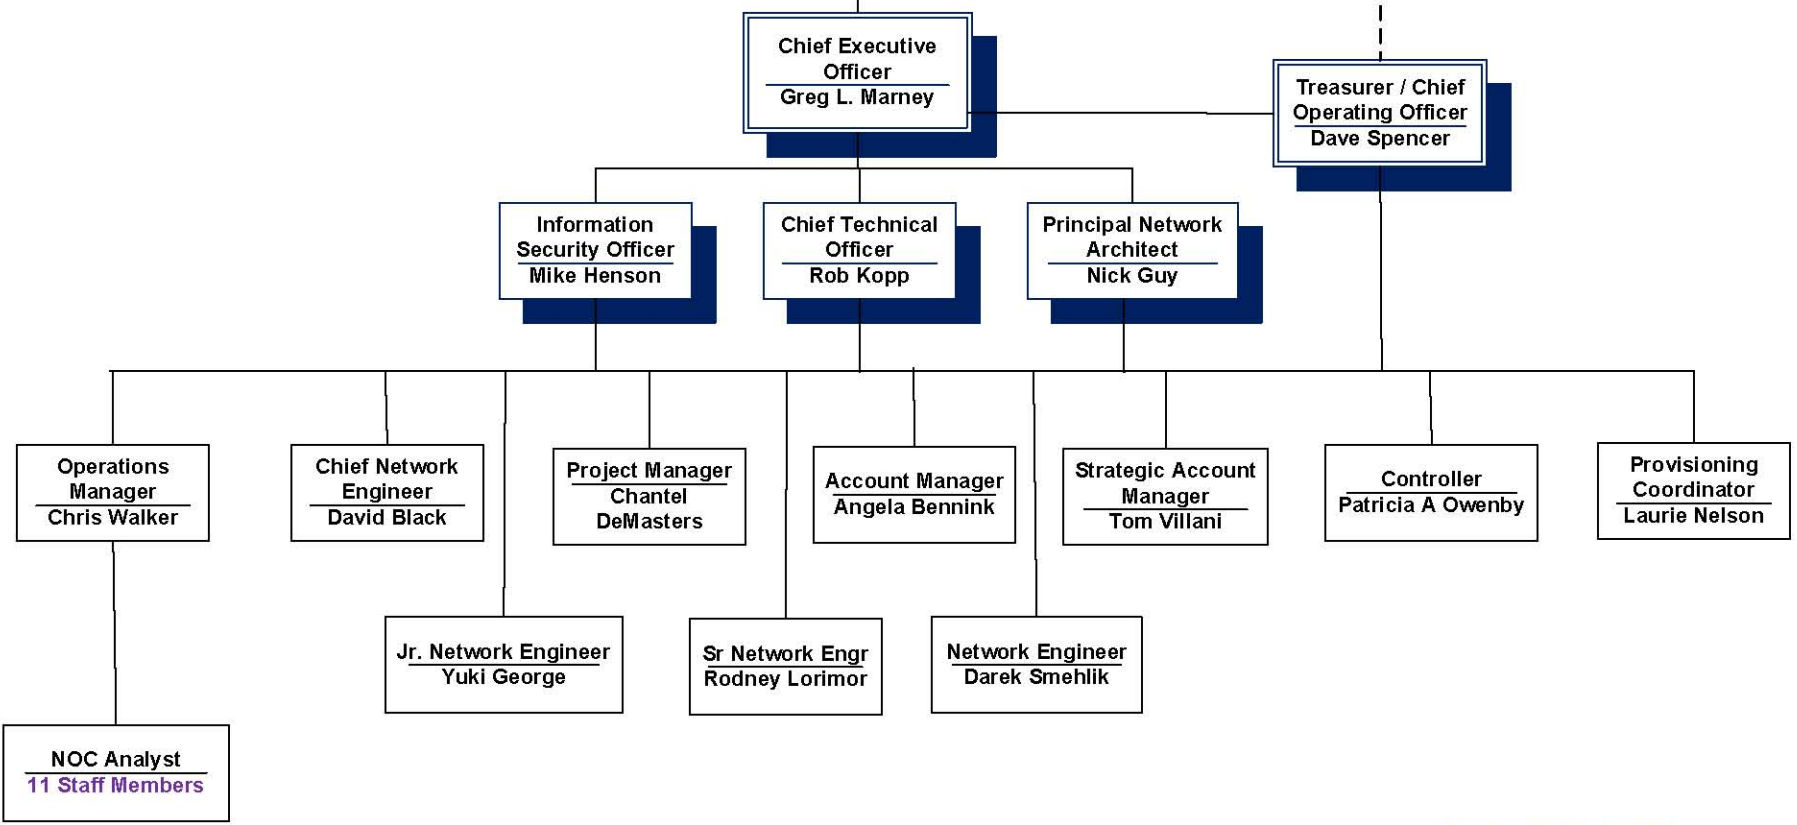 Chief Executive
Officer
Greg L. Marney
Treasurer / Chief
Operating Officer
Dave Spencer
Information
Security Officer
Mike Henson
Chief Technical
Officer
Rob Kopp
Principal Network
Architect
Nick Guy
Operations
Manager
Chris Walker
Chief Network
Engineer
David Black
Project Manager
Chantel
DeMasters
Account Manager
Angela Bennink
Strategic Account
Manager
Tom Villani
Controller
Patricia A Owenby
Provisioning
Coordinator
Laurie Nelson
Jr. Network Engineer
Yuki George
Sr Network Engr
Rodney Lorimor
Network Engineer
Darek Smehlik
NOC Analyst
11 Staff Members